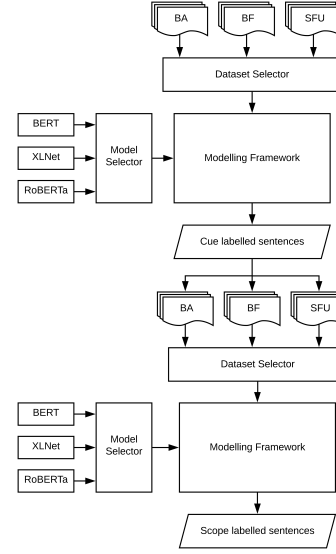 BA BF SFU
Dataset Selector
BERT
XLNet
RoBERTa
Model
Selector
Modelling Framework
Cue labelled sentences
BA BF SFU
Dataset Selector
BERT
XLNet
RoBERTa
Model
Selector
Modelling Framework
Scope labelled sentences